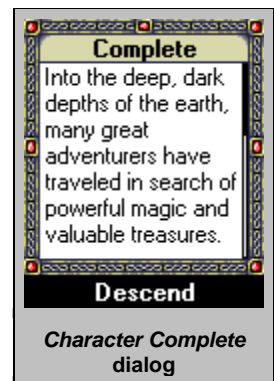 Complete
Into the deep, dark
depths of the earth,
many great
adventurers have
traveled in search of
powerful magic and
valuable treasures.
Descend
Character Complete
dialog